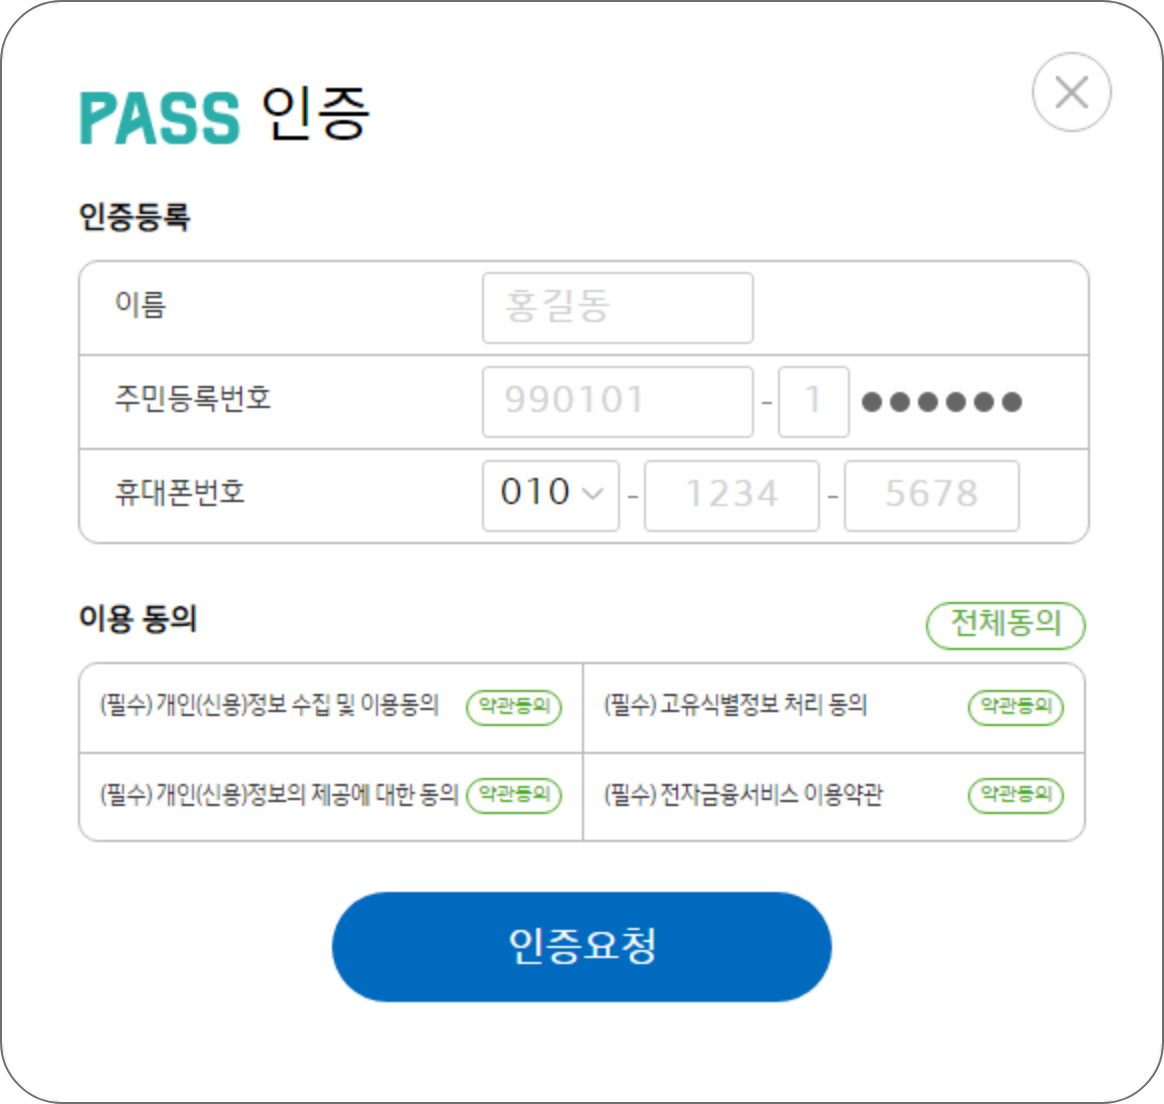 PASS 인증
인증등록
이름 홍길동
주민등록번호 990101 - 1 ●●●●●●
휴대폰번호 010 - 1234 - 5678
이용 동의 전체동의
(필수) 개인(신용)정보 수집 및 이용동의 약관동의 (필수) 고유식별정보 처리 동의 약관동의
(필수) 개인(신용)정보의 제공에 대한 동의 약관동의 (필수) 전자금융서비스 이용약관 약관동의
인증요청